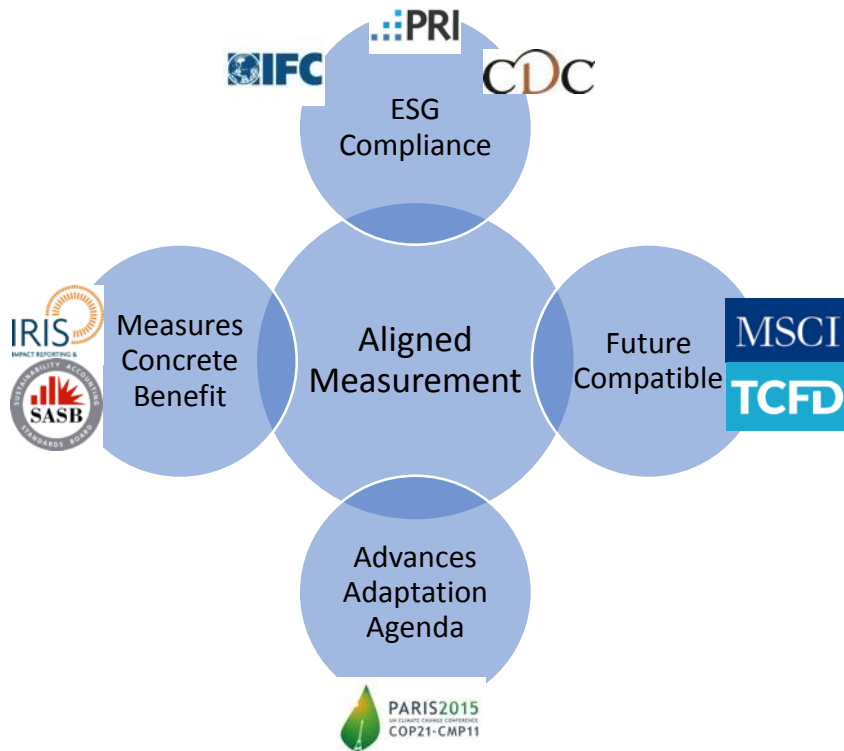 PRI
IFC
CDC
ESG
Compliance
IRIS
IMPACT REPORTING &
SUSTAINABILITY ACCOUNTING
SASB
STANDARDS BOARD
Measures
Concrete
Benefit
Aligned
Measurement
Future
Compatible
MSCI
TCFD
Advances
Adaptation
Agenda
PARIS2015
UN CLIMATE CHANGE CONFERENCE
COP21·CMP11